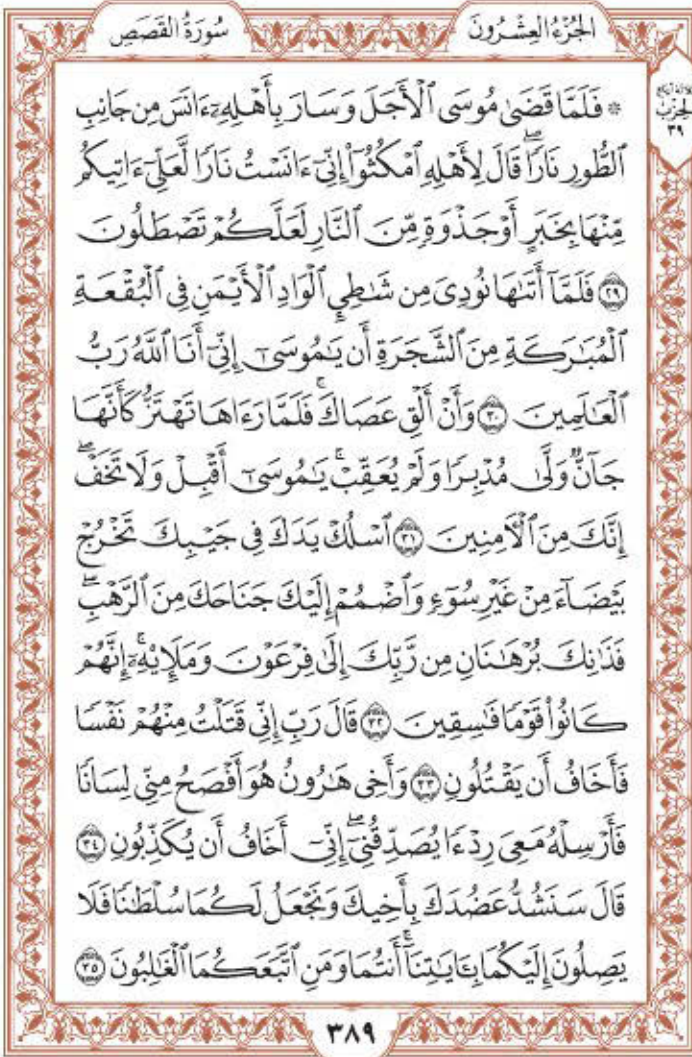 الجُزْءُ العِشْرُونَ سُورَةُ القَصَصِ
۞ فَلَمَّا قَضَىٰ مُوسَى ٱلْأَجَلَ وَسَارَ بِأَهْلِهِۦٓ ءَانَسَ مِن جَانِبِ
ٱلطُّورِ نَارًاۖ قَالَ لِأَهْلِهِ ٱمْكُثُوٓا۟ إِنِّىٓ ءَانَسْتُ نَارًا لَّعَلِّىٓ ءَاتِيكُم
مِّنْهَا بِخَبَرٍ أَوْ جَذْوَةٍ مِّنَ ٱلنَّارِ لَعَلَّكُمْ تَصْطَلُونَ
٢٩ فَلَمَّآ أَتَىٰهَا نُودِىَ مِن شَـٰطِئِ ٱلْوَادِ ٱلْأَيْمَنِ فِى ٱلْبُقْعَةِ
ٱلْمُبَـٰرَكَةِ مِنَ ٱلشَّجَرَةِ أَن يَـٰمُوسَىٰٓ إِنِّىٓ أَنَا ٱللَّهُ رَبُّ
ٱلْعَـٰلَمِينَ ٣٠ وَأَنْ أَلْقِ عَصَاكَۚ فَلَمَّا رَءَاهَا تَهْتَزُّ كَأَنَّهَا
جَآنٌّ وَلَّىٰ مُدْبِرًا وَلَمْ يُعَقِّبْۚ يَـٰمُوسَىٰٓ أَقْبِلْ وَلَا تَخَفْۖ
إِنَّكَ مِنَ ٱلْـَٔامِنِينَ ٣١ ٱسْلُكْ يَدَكَ فِى جَيْبِكَ تَخْرُجْ
بَيْضَآءَ مِنْ غَيْرِ سُوٓءٍ وَٱضْمُمْ إِلَيْكَ جَنَاحَكَ مِنَ ٱلرَّهْبِۖ
فَذَٰنِكَ بُرْهَـٰنَانِ مِن رَّبِّكَ إِلَىٰ فِرْعَوْنَ وَمَلَإِي۟هِۦٓۚ إِنَّهُمْ
كَانُوا۟ قَوْمًا فَـٰسِقِينَ ٣٢ قَالَ رَبِّ إِنِّى قَتَلْتُ مِنْهُمْ نَفْسًا
فَأَخَافُ أَن يَقْتُلُونِ ٣٣ وَأَخِى هَـٰرُونُ هُوَ أَفْصَحُ مِنِّى لِسَانًا
فَأَرْسِلْهُ مَعِىَ رِدْءًا يُصَدِّقُنِىٓۖ إِنِّىٓ أَخَافُ أَن يُكَذِّبُونِ ٣٤
قَالَ سَنَشُدُّ عَضُدَكَ بِأَخِيكَ وَنَجْعَلُ لَكُمَا سُلْطَـٰنًا فَلَا
يَصِلُونَ إِلَيْكُمَا بِـَٔايَـٰتِنَآۚ أَنتُمَا وَمَنِ ٱتَّبَعَكُمَا ٱلْغَـٰلِبُونَ ٣٥
٣٨٩
الحِزْب
٣٩